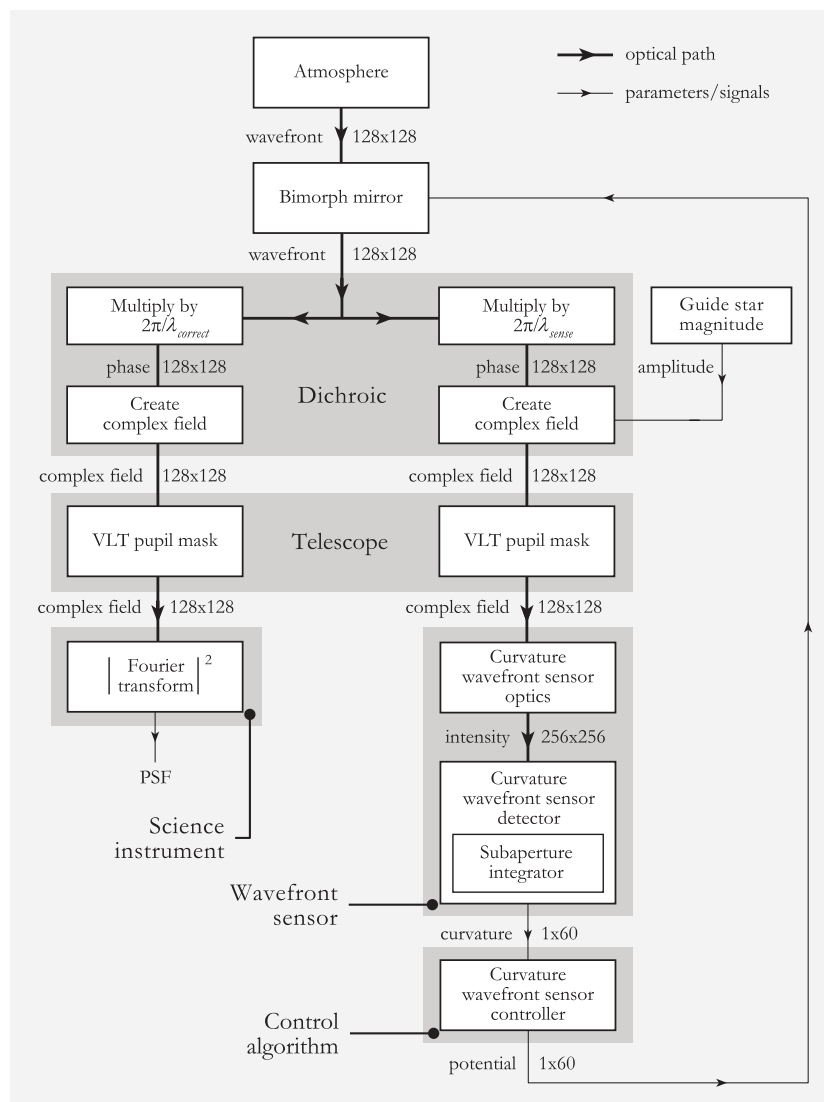 Atmosphere
optical path
parameters/signals
wavefront 128x128
Bimorph mirror
wavefront 128x128
Multiply by
2π/λcorrect
Multiply by
2π/λsense
Guide star
magnitude
phase 128x128
phase 128x128
amplitude
Dichroic
Create
complex field
Create
complex field
complex field 128x128
complex field 128x128
VLT pupil mask
Telescope
VLT pupil mask
complex field 128x128
complex field 128x128
| Fourier
transform | 2
Curvature
wavefront sensor
optics
intensity 256x256
PSF
Curvature
wavefront sensor
detector
Science
instrument
Subaperture
integrator
Wavefront
sensor
curvature 1x60
Curvature
wavefront sensor
controller
Control
algorithm
potential 1x60